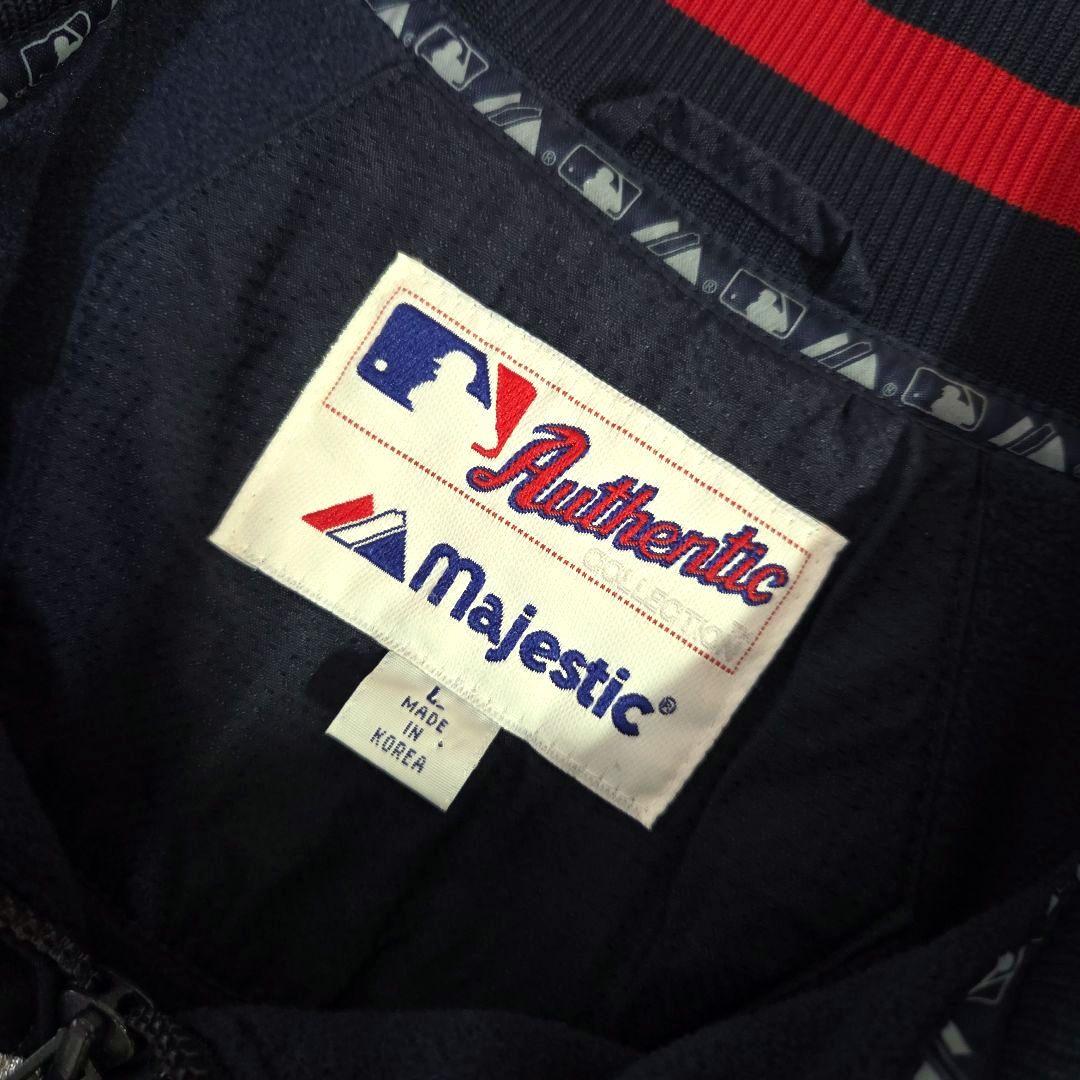 Authentic
COLLECTION
Majestic®
L
MADE
IN
KOREA